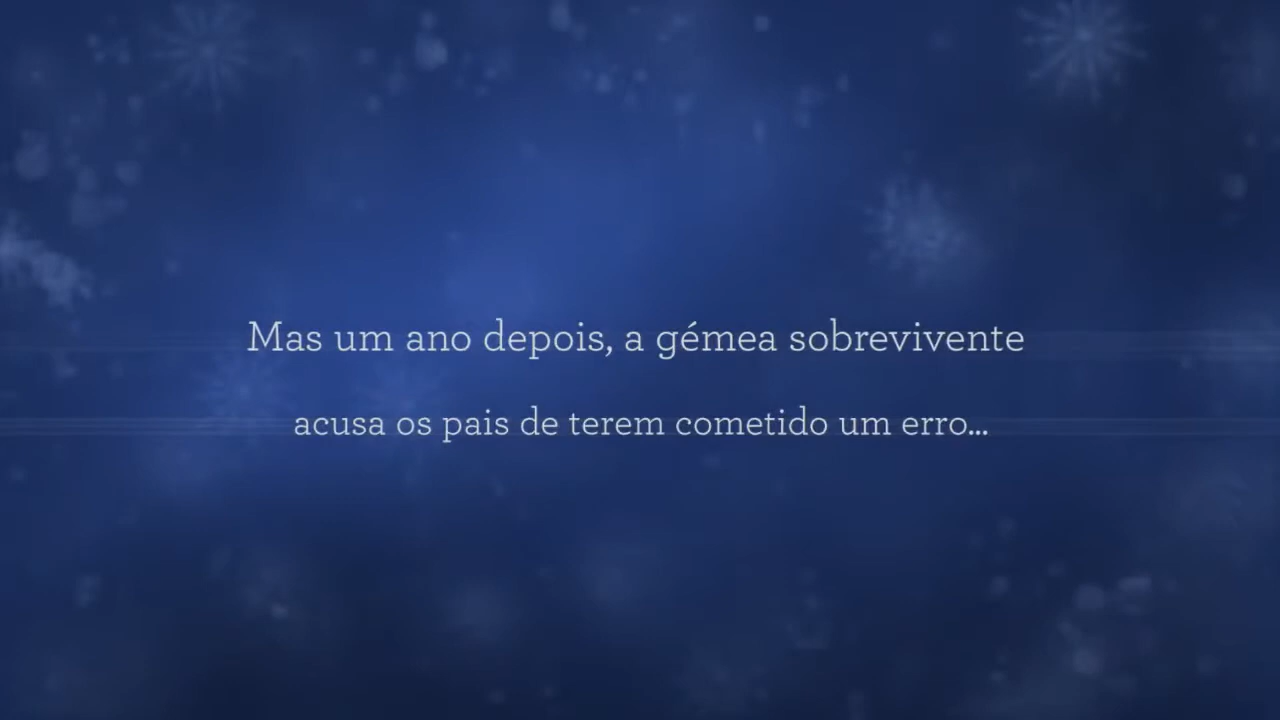 Mas um ano depois, a gémea sobrevivente
acusa os pais de terem cometido um erro...